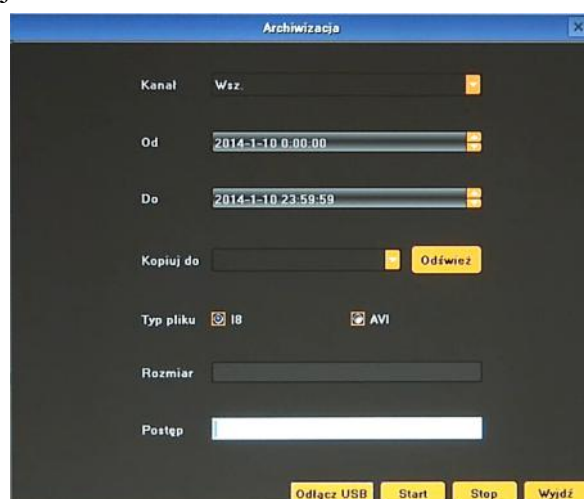 Archiwizacja
Kanał Wsz.
Od 2014-1-10 0:00:00
Do 2014-1-10 23:59:59
Kopiuj do Odśwież
Typ pliku I8 AVI
Rozmiar
Postęp
Odłącz USB Start Stop Wyjdź